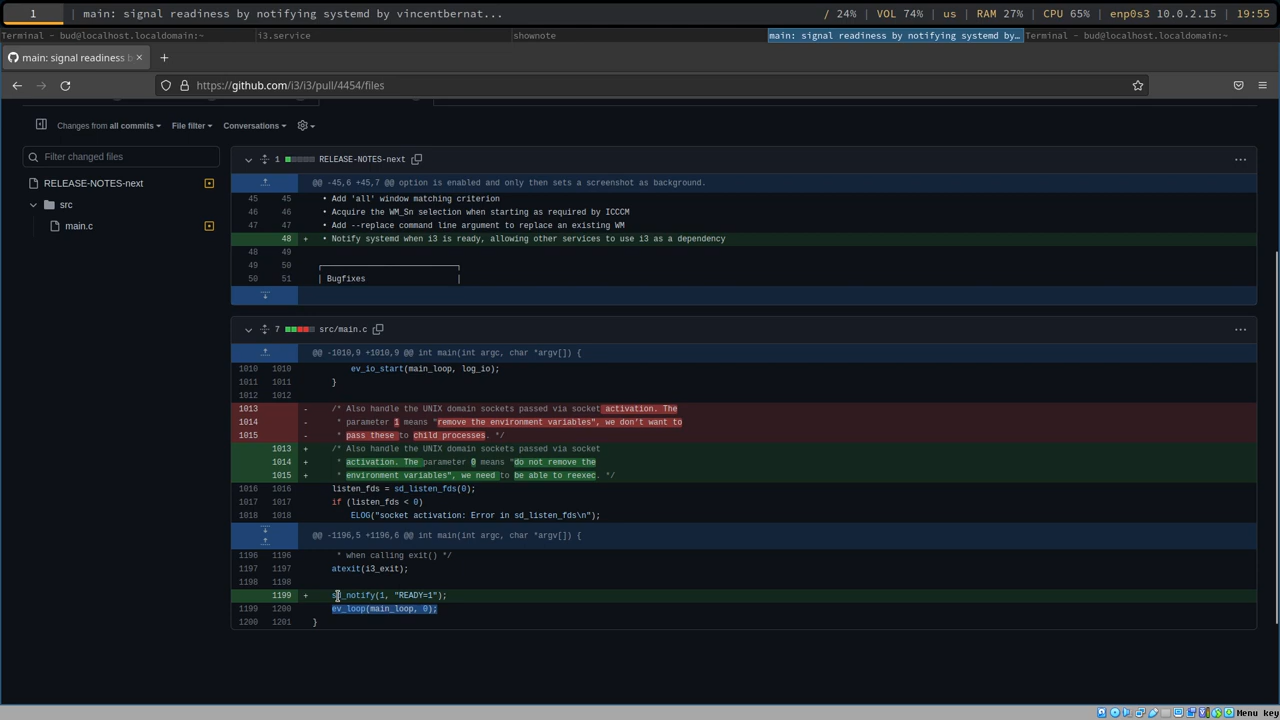 1 | main: signal readiness by notifying systemd by vincentbernat... / 24% | VOL 74% | us | RAM 27% | CPU 65% | enp0s3 10.0.2.15 | 19:55
Terminal - bud@localhost.localdomain:~ i3.service shownote main: signal readiness by notifying systemd by… Terminal - bud@localhost.localdomain:~
main: signal readiness b
https://github.com/i3/i3/pull/4454/files
Changes from all commits File filter Conversations
Filter changed files
RELEASE-NOTES-next
src
main.c
1 RELEASE-NOTES-next
@@ -45,6 +45,7 @@ option is enabled and only then sets a screenshot as background.
45 45 • Add 'all' window matching criterion
46 46 • Acquire the WM_Sn selection when starting as required by ICCCM
47 47 • Add --replace command line argument to replace an existing WM
48 + • Notify systemd when i3 is ready, allowing other services to use i3 as a dependency
48 49
49 50 ┌────────────────────────────┐
50 51 │ Bugfixes │
7 src/main.c
@@ -1010,9 +1010,9 @@ int main(int argc, char *argv[]) {
1010 1010 ev_io_start(main_loop, log_io);
1011 1011 }
1012 1012
1013 - /* Also handle the UNIX domain sockets passed via socket activation. The
1014 - * parameter 1 means "remove the environment variables", we don't want to
1015 - * pass these to child processes. */
1013 + /* Also handle the UNIX domain sockets passed via socket
1014 + * activation. The parameter 0 means "do not remove the
1015 + * environment variables", we need to be able to reexec. */
1016 1016 listen_fds = sd_listen_fds(0);
1017 1017 if (listen_fds < 0)
1018 1018 ELOG("socket activation: Error in sd_listen_fds\n");
@@ -1196,5 +1196,6 @@ int main(int argc, char *argv[]) {
1196 1196 * when calling exit() */
1197 1197 atexit(i3_exit);
1198 1198
1199 + sd_notify(1, "READY=1");
1199 1200 ev_loop(main_loop, 0);
1200 1201 }
Menu key